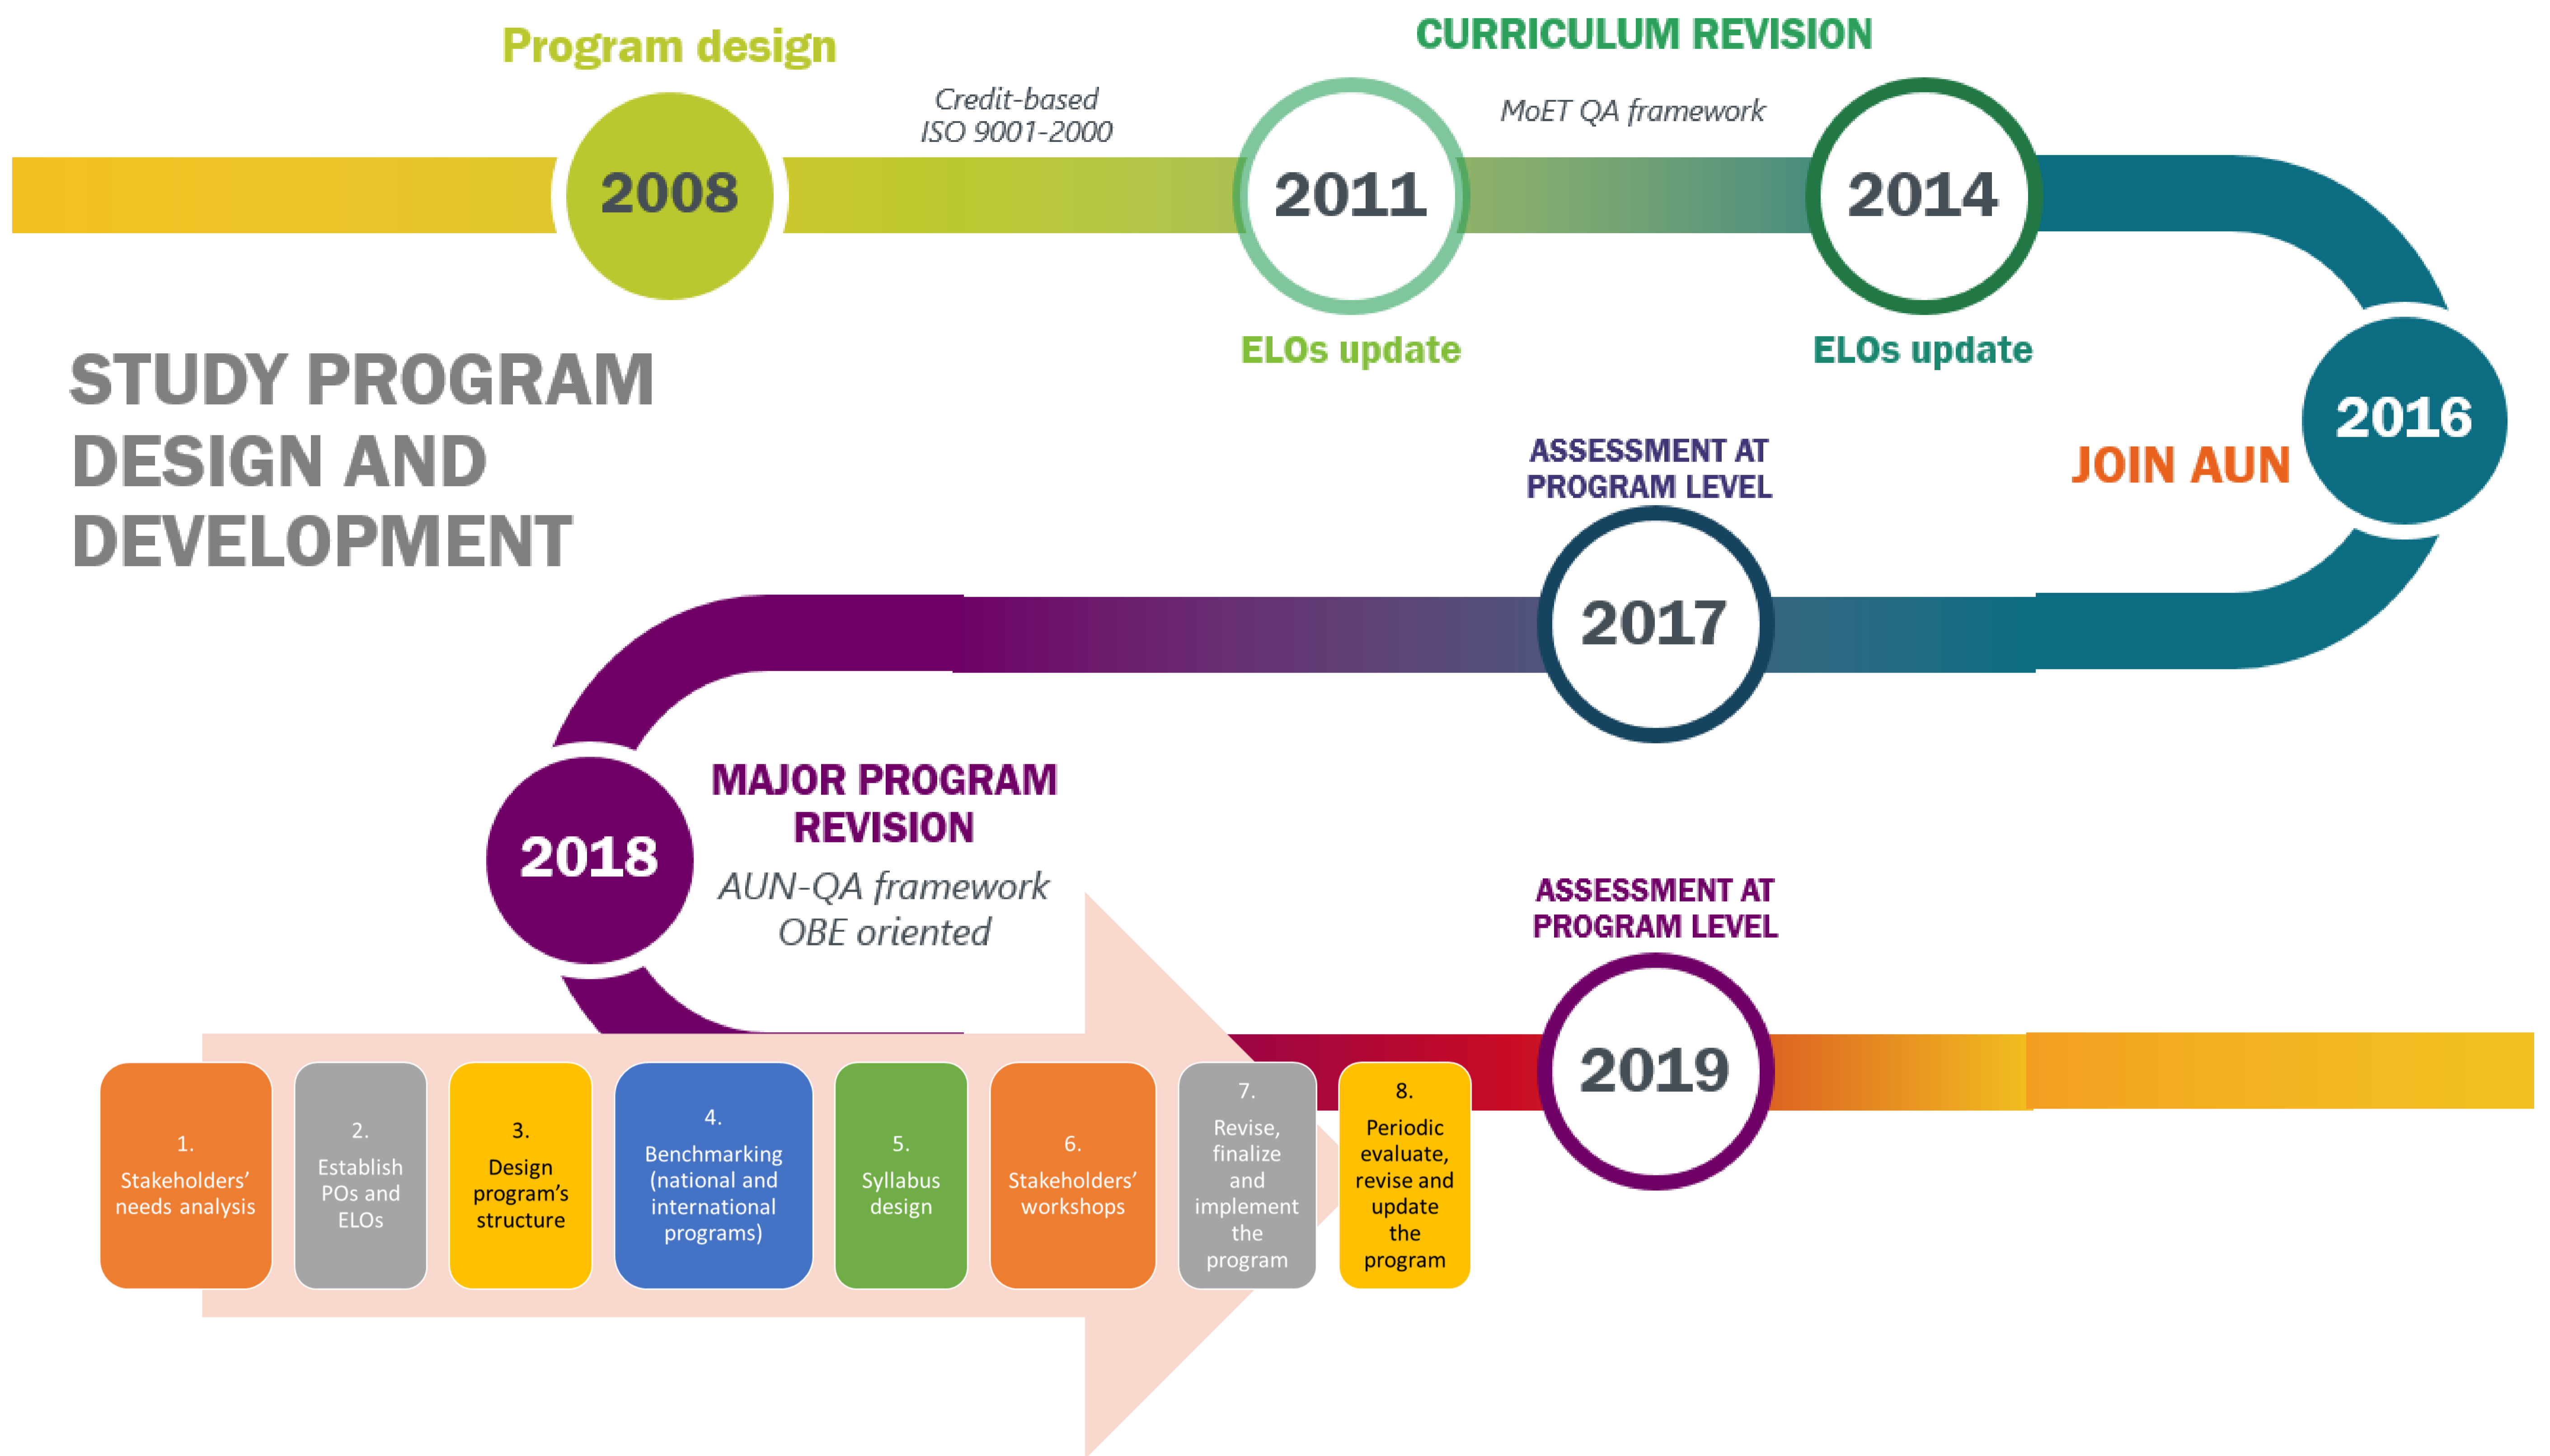 Program design
CURRICULUM REVISION
Credit-based
ISO 9001-2000
MoET QA framework
2008
2011
2014
ELOs update
ELOs update
STUDY PROGRAM
DESIGN AND
DEVELOPMENT
2016
JOIN AUN
ASSESSMENT AT
PROGRAM LEVEL
2017
MAJOR PROGRAM
REVISION
2018
AUN-QA framework
OBE oriented
ASSESSMENT AT
PROGRAM LEVEL
2019
1.
Stakeholders’
needs analysis
2.
Establish
POs and
ELOs
3.
Design
program’s
structure
4.
Benchmarking
(national and
international
programs)
5.
Syllabus
design
6.
Stakeholders’
workshops
7.
Revise,
finalize
and
implement
the
program
8.
Periodic
evaluate,
revise and
update
the
program